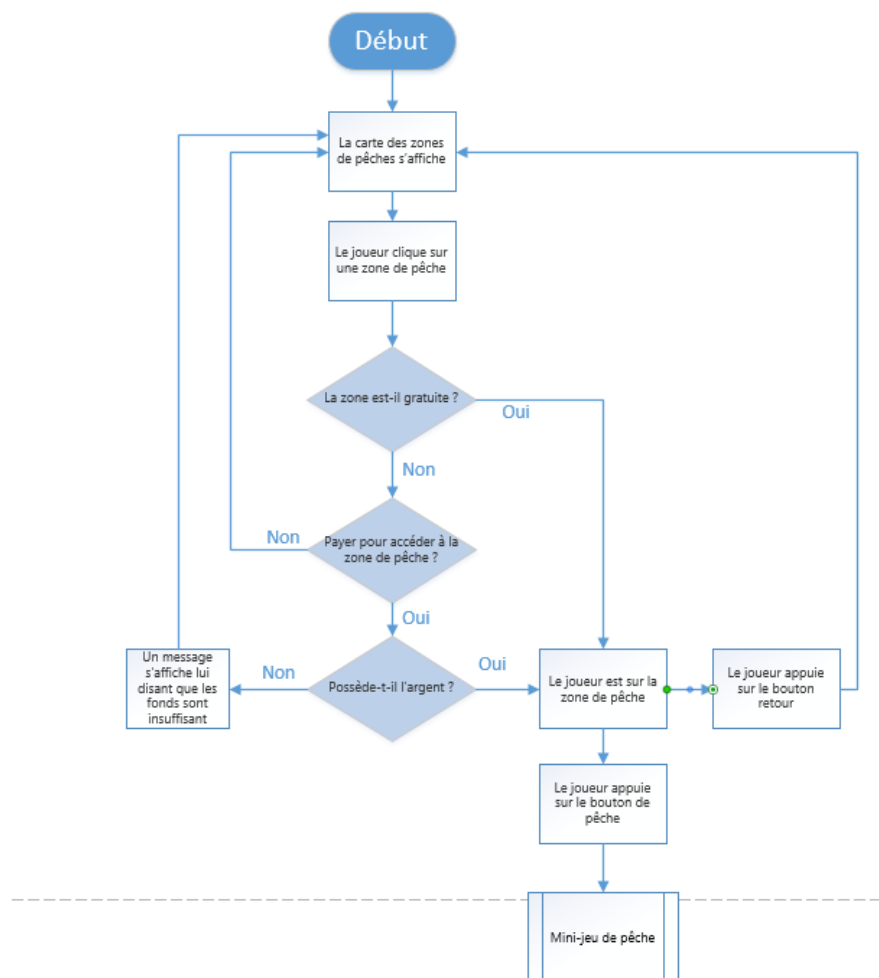 Début
La carte des zones
de pêches s'affiche
Le joueur clique sur
une zone de pêche
La zone est-il gratuite ?
Oui
Non
Payer pour accéder à la
zone de pêche ?
Non
Oui
Possède-t-il l'argent ?
Non
Oui
Un message
s'affiche lui
disant que les
fonds sont
insuffisant
Le joueur est sur la
zone de pêche
Le joueur appuie
sur le bouton
retour
Le joueur appuie
sur le bouton de
pêche
Mini-jeu de pêche